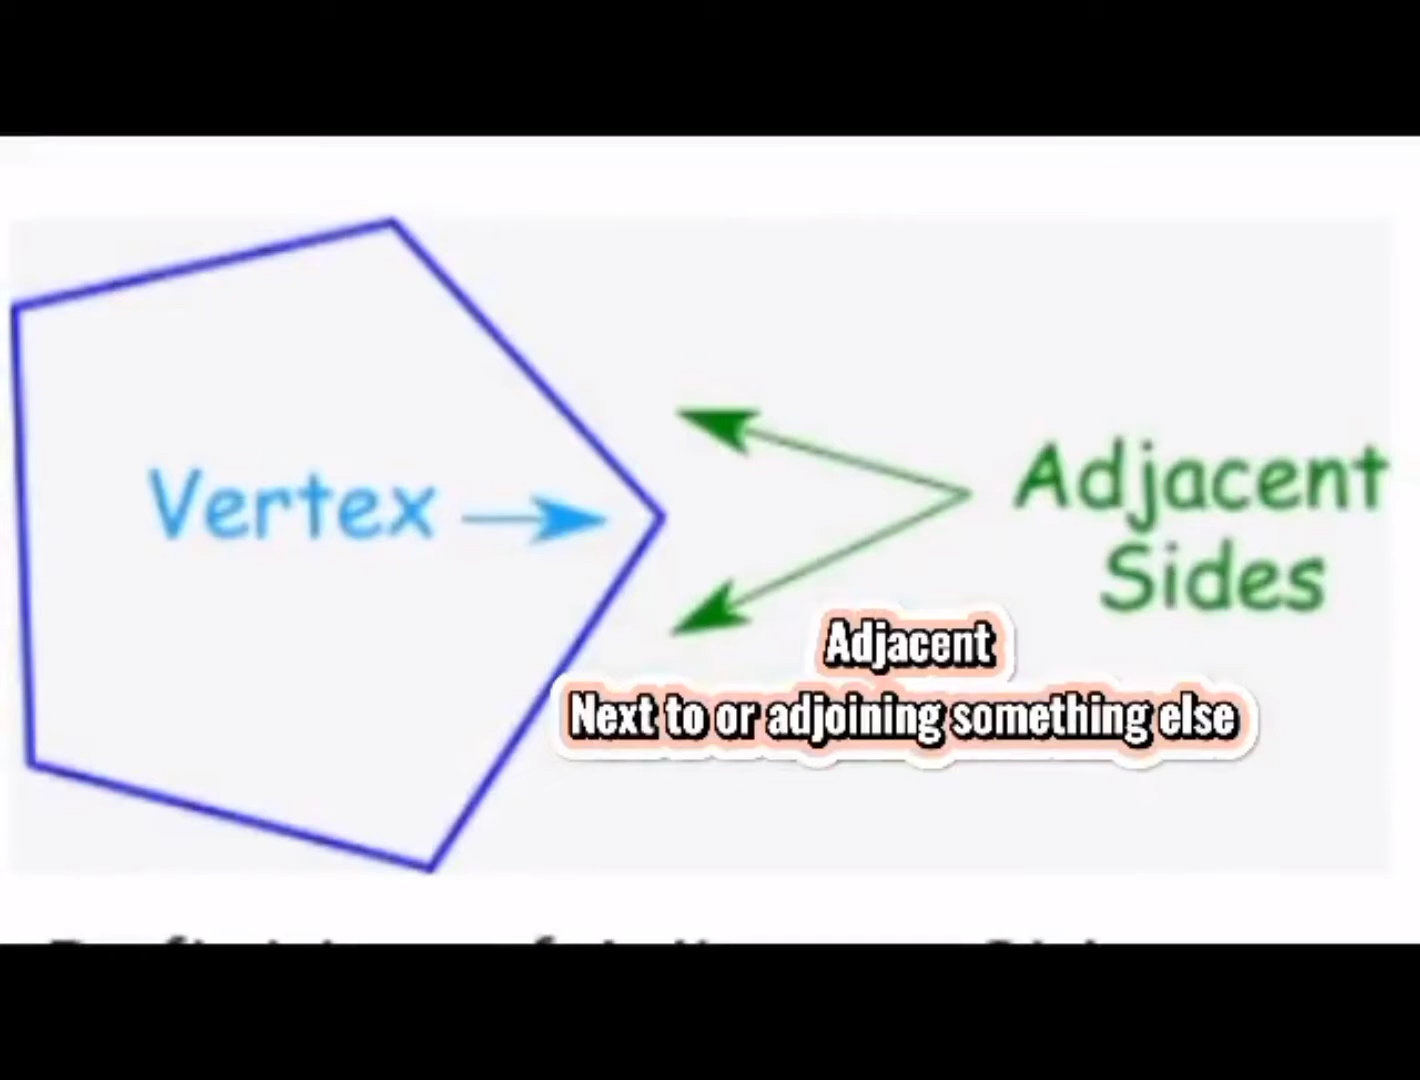 Vertex
Adjacent
Sides
Adjacent
Next to or adjoining something else